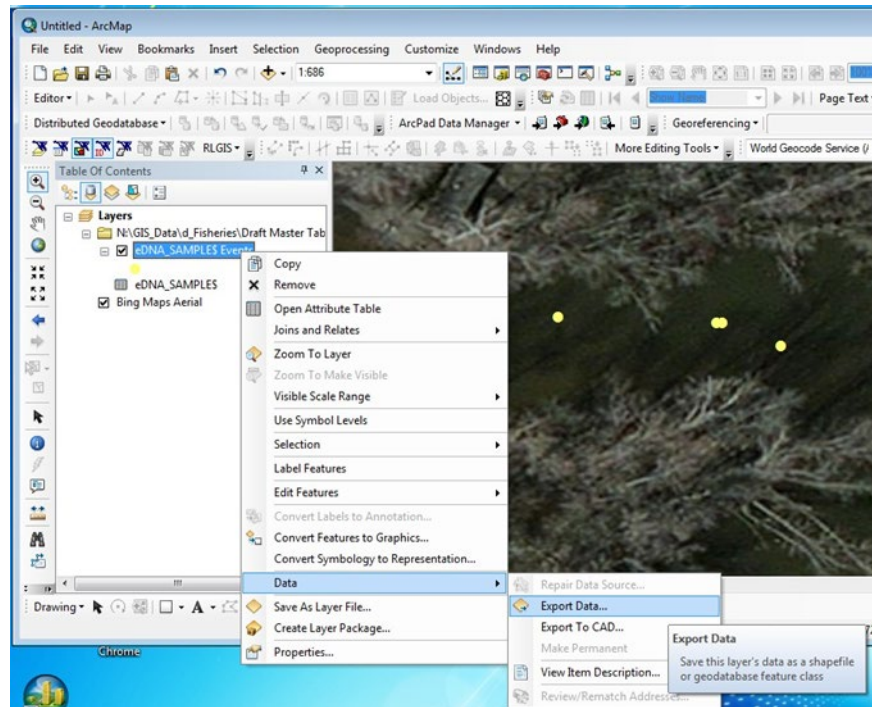 Untitled - ArcMap
File Edit View Bookmarks Insert Selection Geoprocessing Customize Windows Help
1:686
Editor Load Objects... Page Text
Distributed Geodatabase ArcPad Data Manager Georeferencing
RLGIS More Editing Tools World Geocode Service (
Table Of Contents
Layers
N:\GIS_Data\d_Fisheries\Draft Master Tab
eDNA_SAMPLE$ Events
eDNA_SAMPLE$
Bing Maps Aerial
Copy
Remove
Open Attribute Table
Joins and Relates
Zoom To Layer
Zoom To Make Visible
Visible Scale Range
Use Symbol Levels
Selection
Label Features
Edit Features
Convert Labels to Annotation...
Convert Features to Graphics...
Convert Symbology to Representation...
Data
Save As Layer File...
Create Layer Package...
Properties...
Repair Data Source...
Export Data...
Export To CAD...
Make Permanent
View Item Description...
Review/Rematch Addresses...
Export Data
Save this layer's data as a shapefile
or geodatabase feature class
Drawing A
Chrome